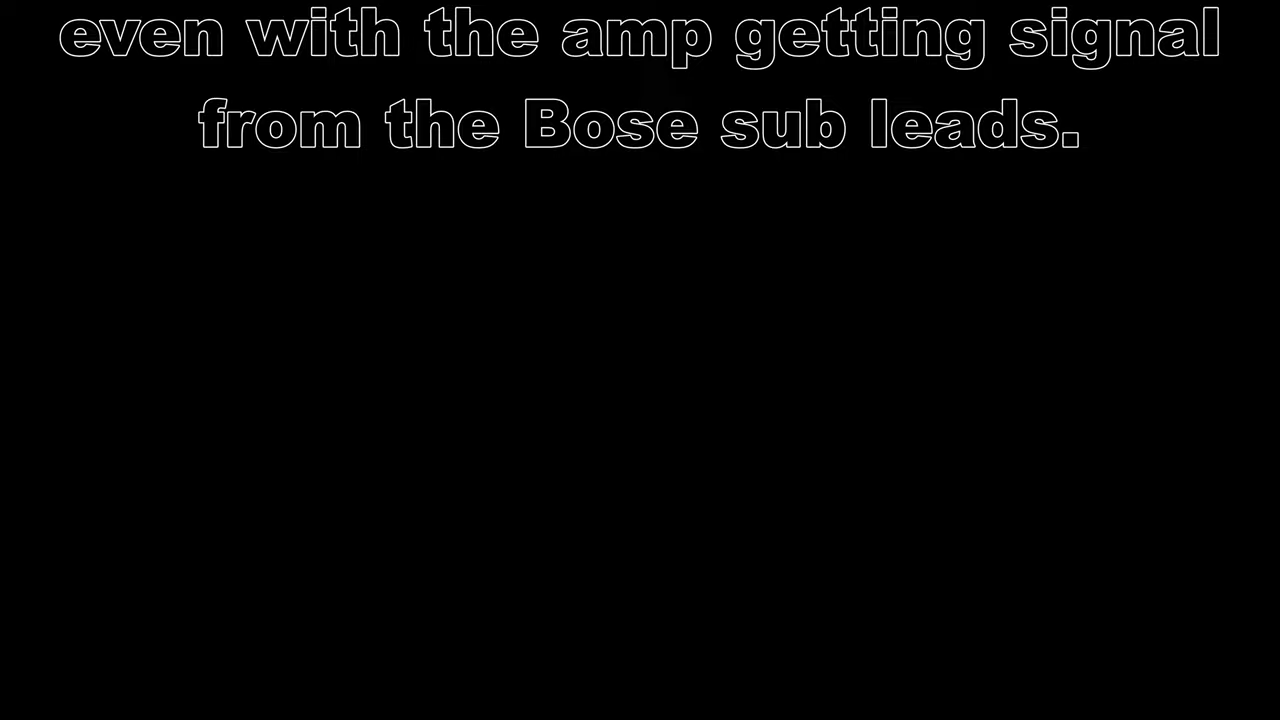 even with the amp getting signal
from the Bose sub leads.